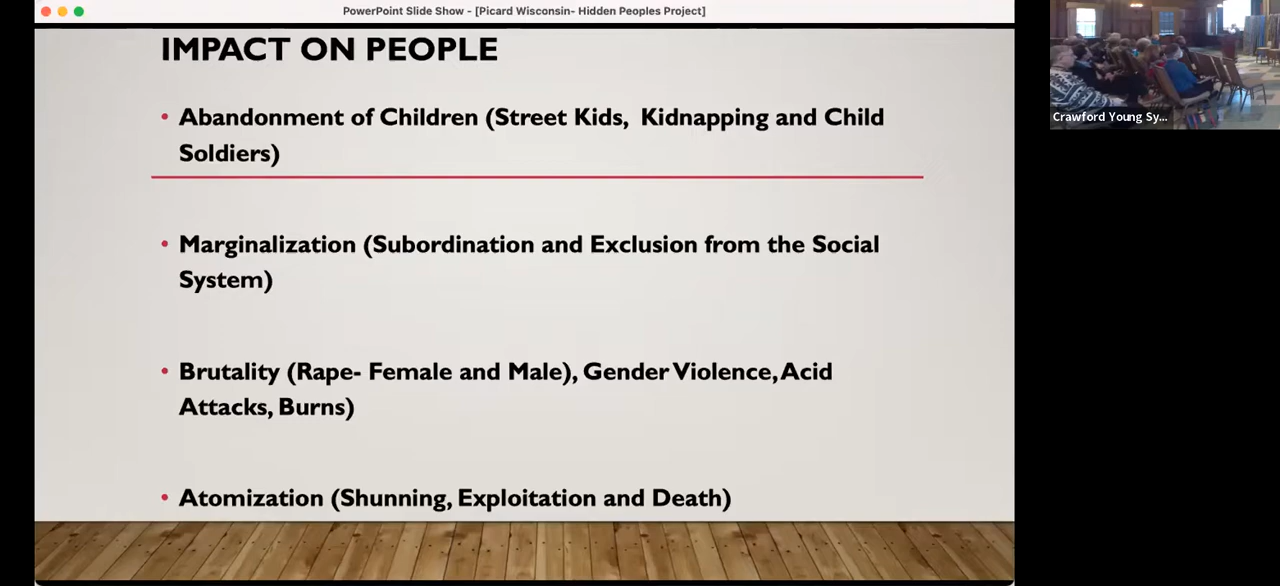 PowerPoint Slide Show - [Picard Wisconsin- Hidden Peoples Project]
IMPACT ON PEOPLE
• Abandonment of Children (Street Kids, Kidnapping and Child
Soldiers)
• Marginalization (Subordination and Exclusion from the Social
System)
• Brutality (Rape- Female and Male), Gender Violence, Acid
Attacks, Burns)
• Atomization (Shunning, Exploitation and Death)
Crawford Young Sy...